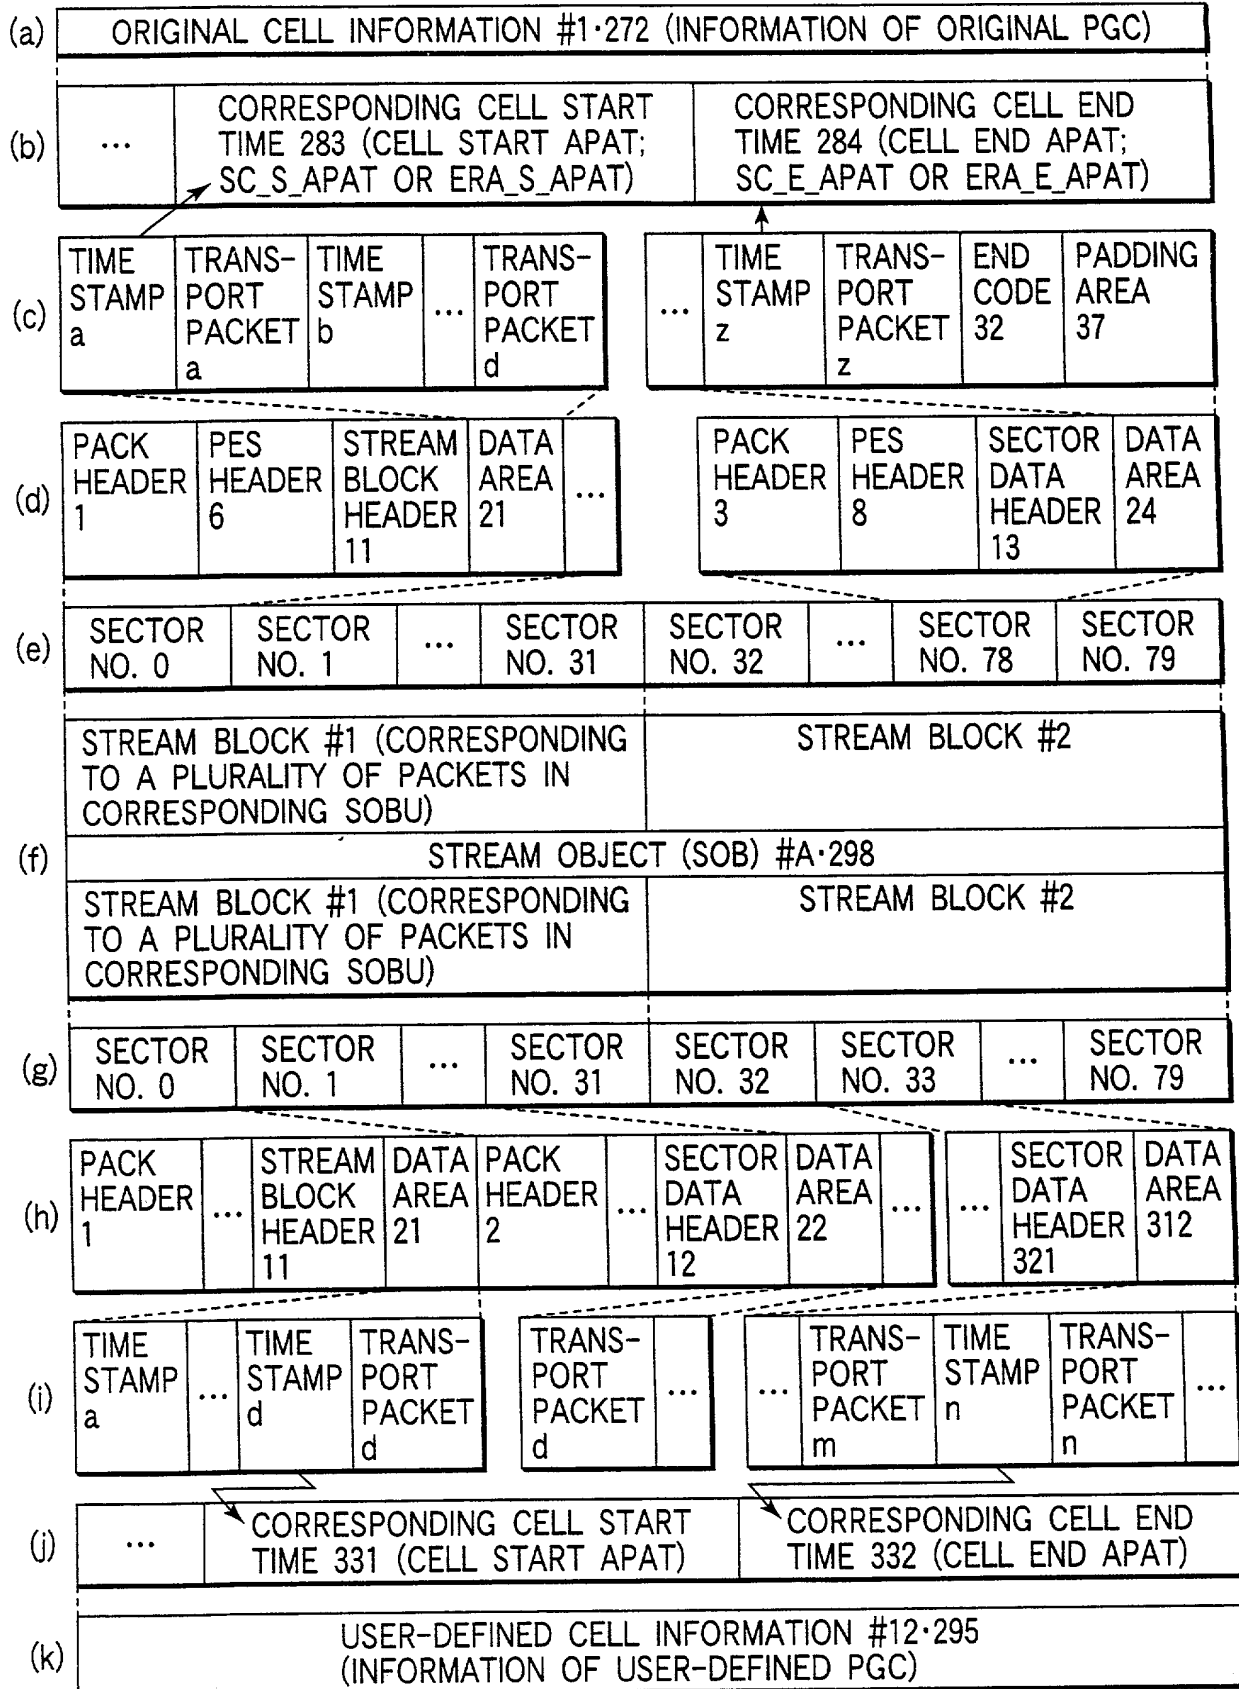 (a) ORIGINAL CELL INFORMATION #1·272 (INFORMATION OF ORIGINAL PGC)
(b)
...
CORRESPONDING CELL START
TIME 283 (CELL START APAT;
SC_S_APAT OR ERA_S_APAT)
CORRESPONDING CELL END
TIME 284 (CELL END APAT;
SC_E_APAT OR ERA_E_APAT)
(c)
TIME
STAMP
a
TRANS-
PORT
PACKET
a
TIME
STAMP
b
...
TRANS-
PORT
PACKET
d
...
TIME
STAMP
z
TRANS-
PORT
PACKET
z
END
CODE
32
PADDING
AREA
37
(d)
PACK
HEADER
1
PES
HEADER
6
STREAM
BLOCK
HEADER
11
DATA
AREA
21
...
PACK
HEADER
3
PES
HEADER
8
SECTOR
DATA
HEADER
13
DATA
AREA
24
(e)
SECTOR
NO. 0
SECTOR
NO. 1
...
SECTOR
NO. 31
SECTOR
NO. 32
...
SECTOR
NO. 78
SECTOR
NO. 79
(f)
STREAM BLOCK #1 (CORRESPONDING
TO A PLURALITY OF PACKETS IN
CORRESPONDING SOBU)
STREAM BLOCK #2
STREAM OBJECT (SOB) #A·298
STREAM BLOCK #1 (CORRESPONDING
TO A PLURALITY OF PACKETS IN
CORRESPONDING SOBU)
STREAM BLOCK #2
(g)
SECTOR
NO. 0
SECTOR
NO. 1
...
SECTOR
NO. 31
SECTOR
NO. 32
SECTOR
NO. 33
...
SECTOR
NO. 79
(h)
PACK
HEADER
1
...
STREAM
BLOCK
HEADER
11
DATA
AREA
21
PACK
HEADER
2
...
SECTOR
DATA
HEADER
12
DATA
AREA
22
...
...
SECTOR
DATA
HEADER
321
DATA
AREA
312
(i)
TIME
STAMP
a
...
TIME
STAMP
d
TRANS-
PORT
PACKET
d
TRANS-
PORT
PACKET
d
...
...
TRANS-
PORT
PACKET
m
TIME
STAMP
n
TRANS-
PORT
PACKET
n
...
(j)
...
CORRESPONDING CELL START
TIME 331 (CELL START APAT)
CORRESPONDING CELL END
TIME 332 (CELL END APAT)
(k)
USER-DEFINED CELL INFORMATION #12·295
(INFORMATION OF USER-DEFINED PGC)